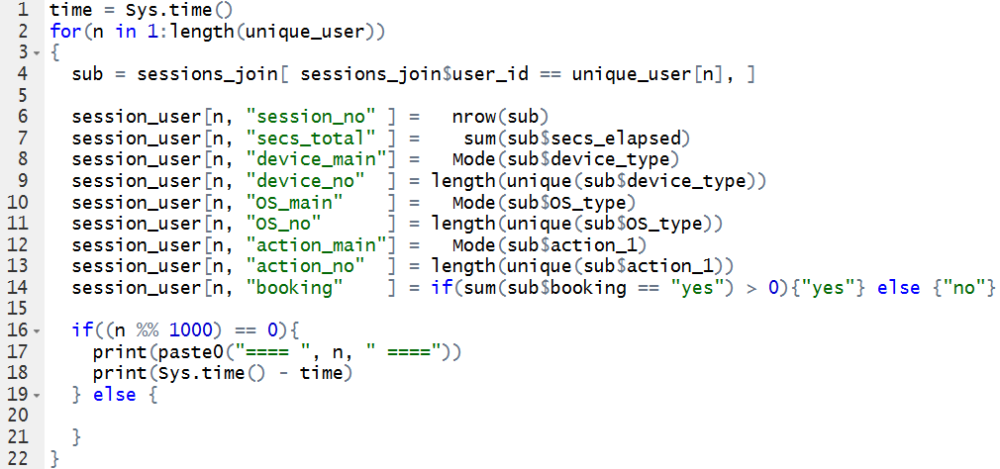 1 time = Sys.time()
2 for(n in 1:length(unique_user))
3 {
4   sub = sessions_join[ sessions_join$user_id == unique_user[n], ]
5
6   session_user[n, "session_no" ] =   nrow(sub)
7   session_user[n, "secs_total" ] =    sum(sub$secs_elapsed)
8   session_user[n, "device_main"] =   Mode(sub$device_type)
9   session_user[n, "device_no"  ] = length(unique(sub$device_type))
10   session_user[n, "OS_main"    ] =   Mode(sub$OS_type)
11   session_user[n, "OS_no"      ] = length(unique(sub$OS_type))
12   session_user[n, "action_main"] =   Mode(sub$action_1)
13   session_user[n, "action_no"  ] = length(unique(sub$action_1))
14   session_user[n, "booking"    ] = if(sum(sub$booking == "yes") > 0){"yes"} else {"no"}
15
16   if((n %% 1000) == 0){
17     print(paste0("==== ", n, " ===="))
18     print(Sys.time() - time)
19   } else {
20
21   }
22 }